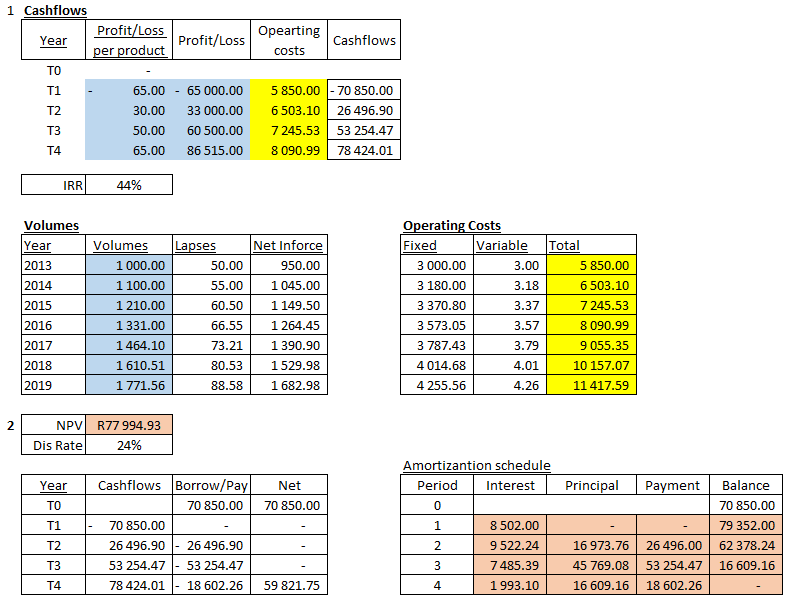 1 Cashflows
Year Profit/Loss per product Profit/Loss Opearting costs Cashflows
T0 -
T1 - 65.00 - 65 000.00 5 850.00 - 70 850.00
T2 30.00 33 000.00 6 503.10 26 496.90
T3 50.00 60 500.00 7 245.53 53 254.47
T4 65.00 86 515.00 8 090.99 78 424.01
IRR 44%
Volumes
Year Volumes Lapses Net Inforce
2013 1 000.00 50.00 950.00
2014 1 100.00 55.00 1 045.00
2015 1 210.00 60.50 1 149.50
2016 1 331.00 66.55 1 264.45
2017 1 464.10 73.21 1 390.90
2018 1 610.51 80.53 1 529.98
2019 1 771.56 88.58 1 682.98
Operating Costs
Fixed Variable Total
3 000.00 3.00 5 850.00
3 180.00 3.18 6 503.10
3 370.80 3.37 7 245.53
3 573.05 3.57 8 090.99
3 787.43 3.79 9 055.35
4 014.68 4.01 10 157.07
4 255.56 4.26 11 417.59
2 NPV R77 994.93
Dis Rate 24%
Year Cashflows Borrow/Pay Net
T0 70 850.00 70 850.00
T1 - 70 850.00 - -
T2 26 496.90 - 26 496.90 -
T3 53 254.47 - 53 254.47 -
T4 78 424.01 - 18 602.26 59 821.75
Amortizantion schedule
Period Interest Principal Payment Balance
0 70 850.00
1 8 502.00 - - 79 352.00
2 9 522.24 16 973.76 26 496.00 62 378.24
3 7 485.39 45 769.08 53 254.47 16 609.16
4 1 993.10 16 609.16 18 602.26 -